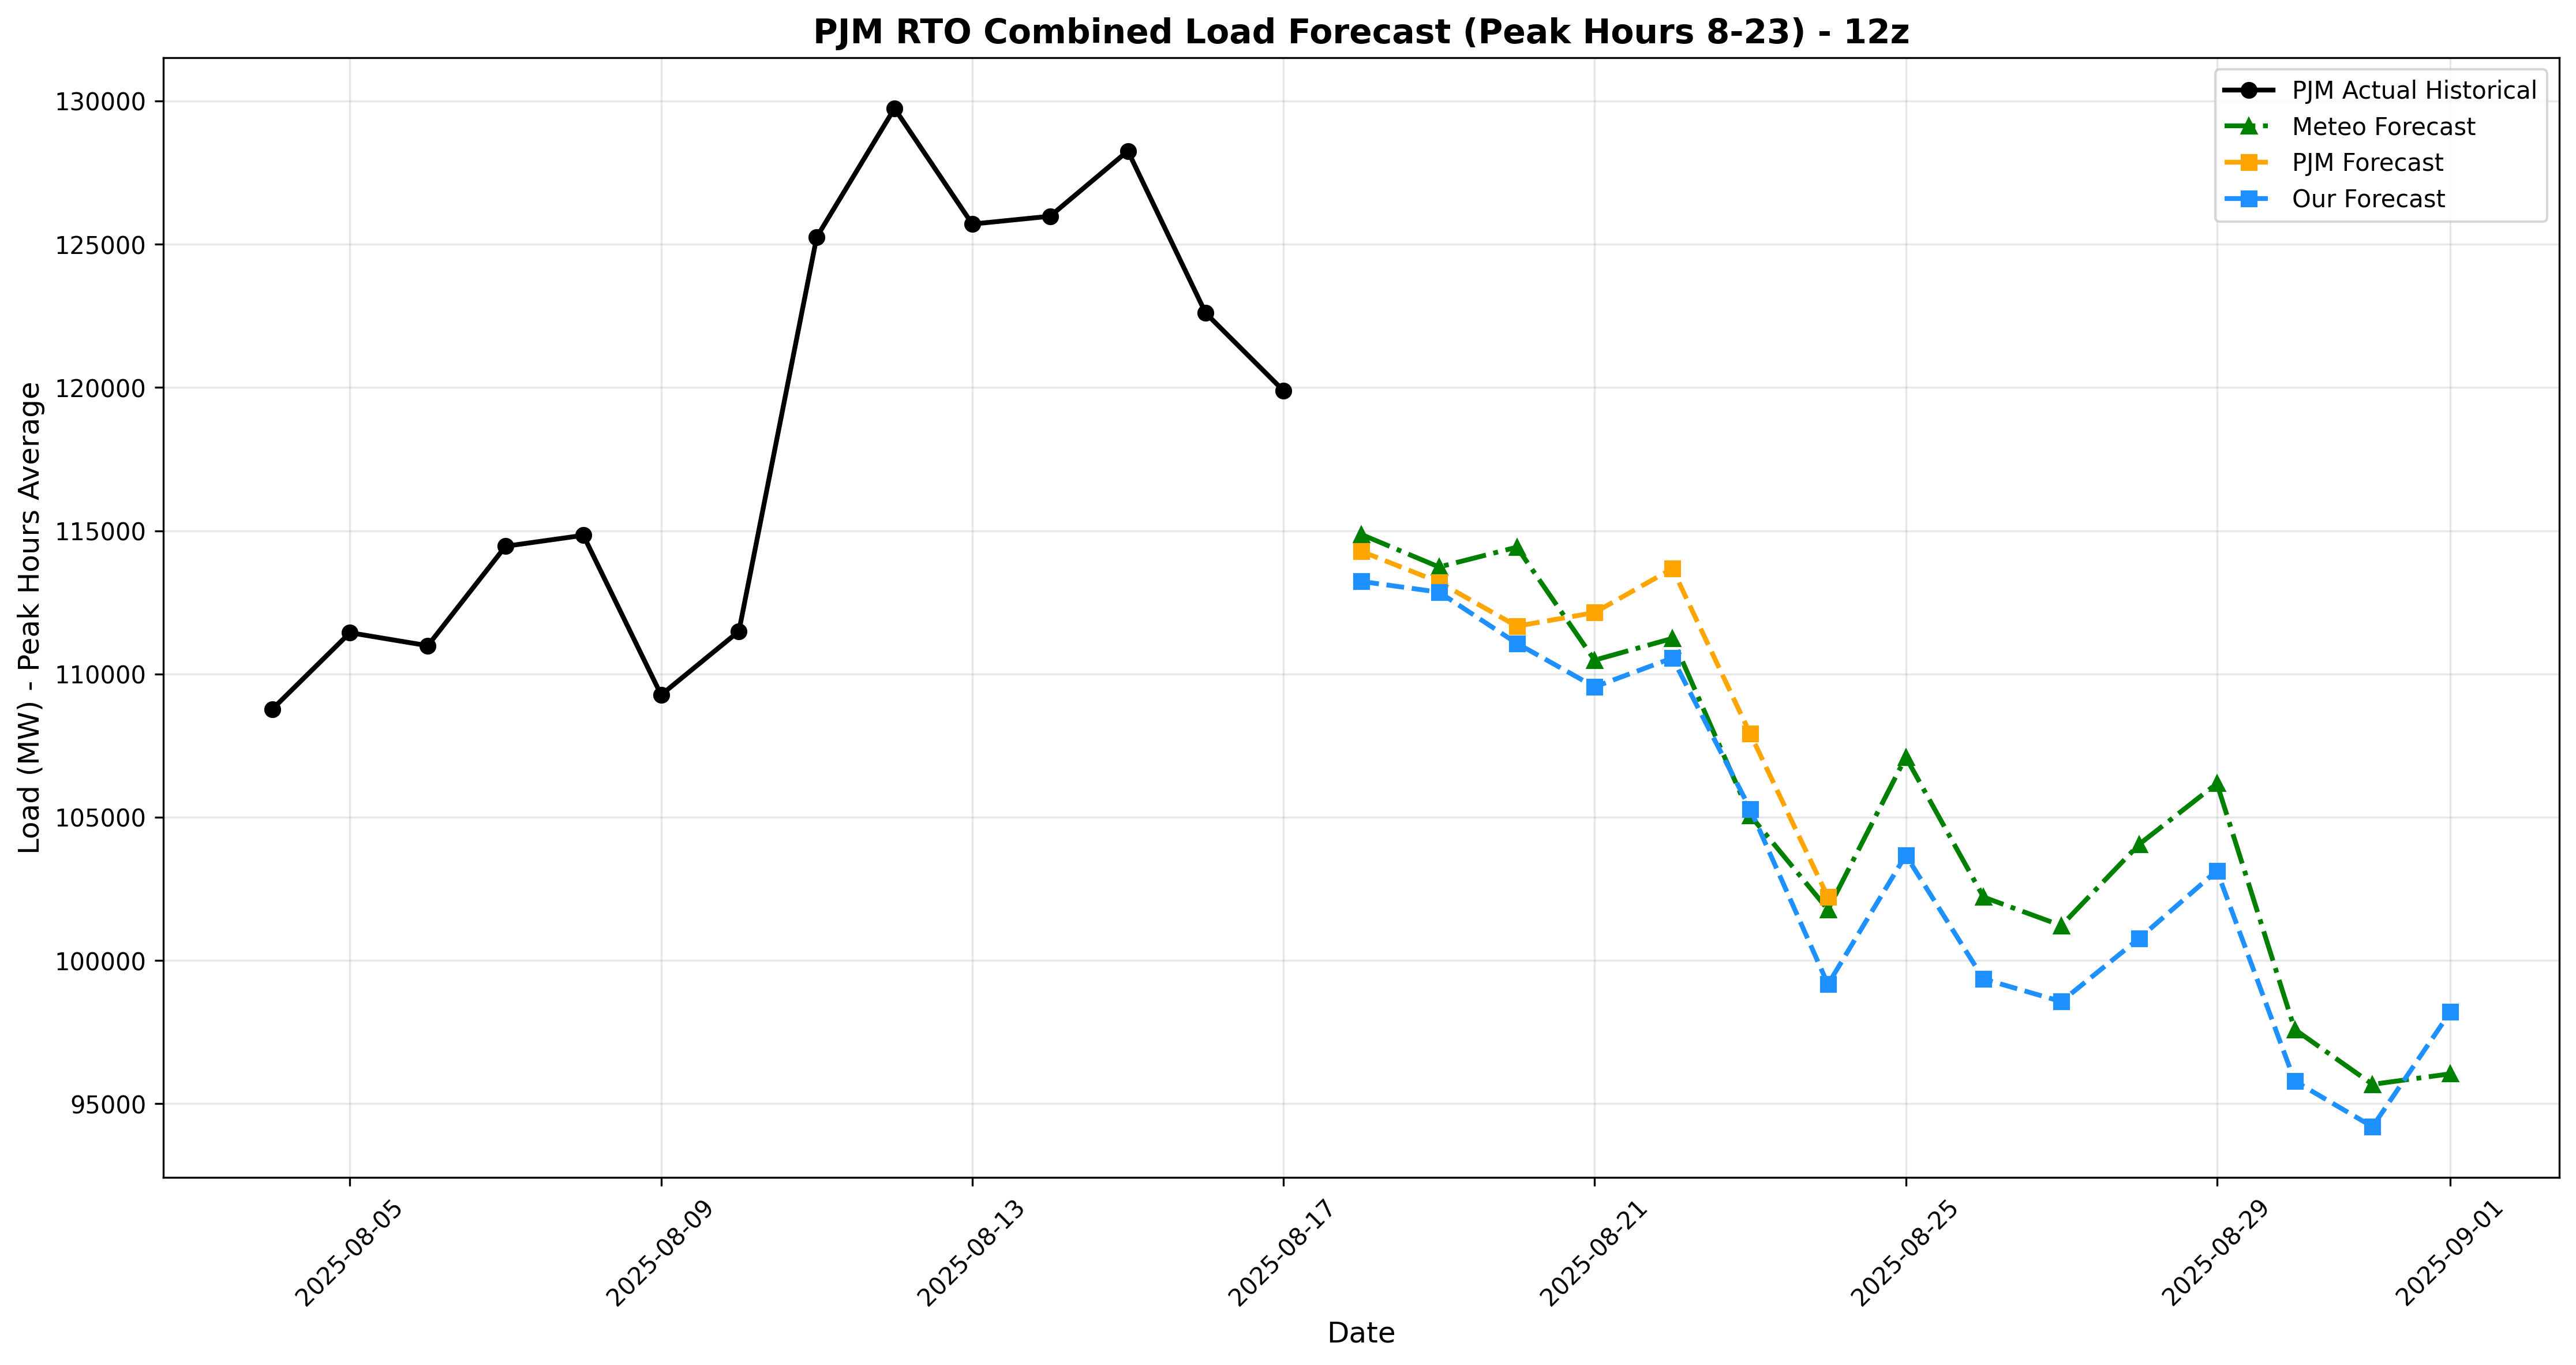 PJM RTO Combined Load Forecast (Peak Hours 8-23) - 12z
PJM Actual Historical
Meteo Forecast
PJM Forecast
Our Forecast
Load (MW) - Peak Hours Average
130000
125000
120000
115000
110000
105000
100000
95000
2025-08-05
2025-08-09
2025-08-13
2025-08-17
2025-08-21
2025-08-25
2025-08-29
2025-09-01
Date